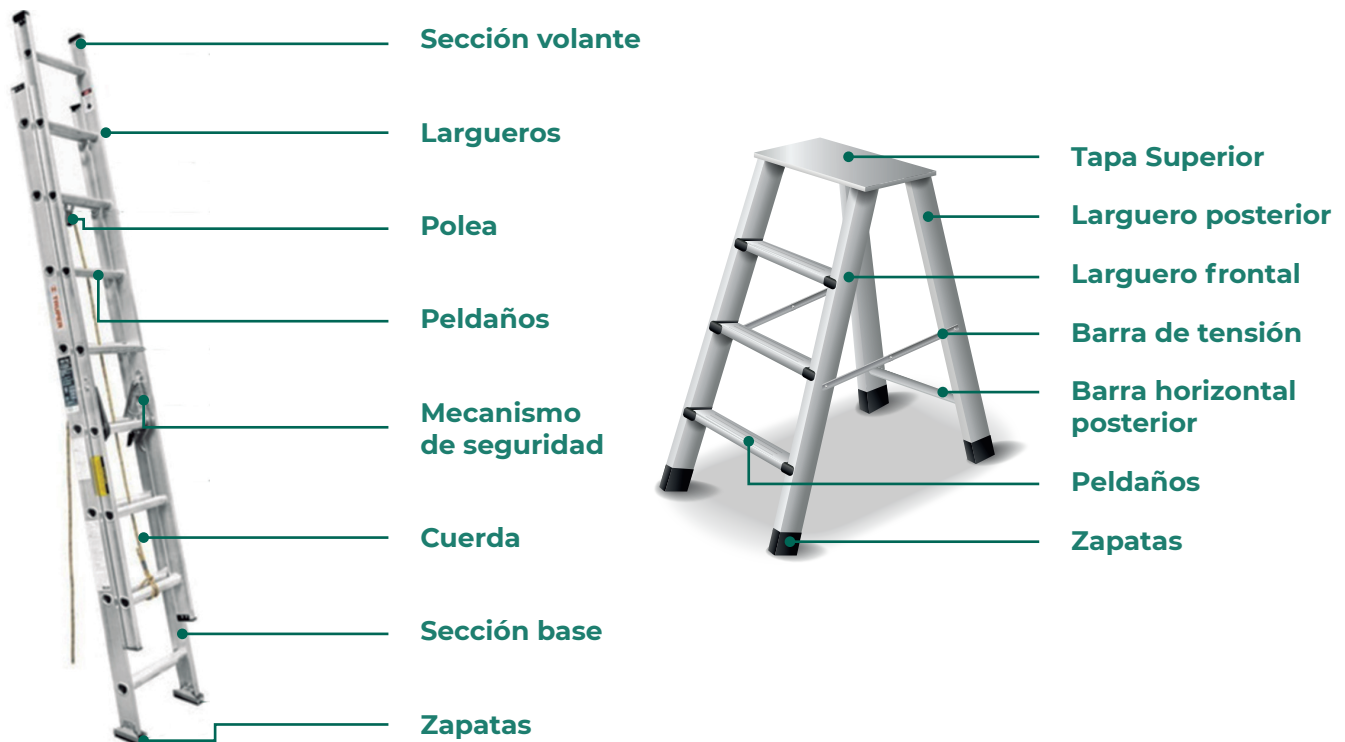 Sección volante
Largueros
Polea
Peldaños
Mecanismo
de seguridad
Cuerda
Sección base
Zapatas
TRUPER
Tapa Superior
Larguero posterior
Larguero frontal
Barra de tensión
Barra horizontal
posterior
Peldaños
Zapatas